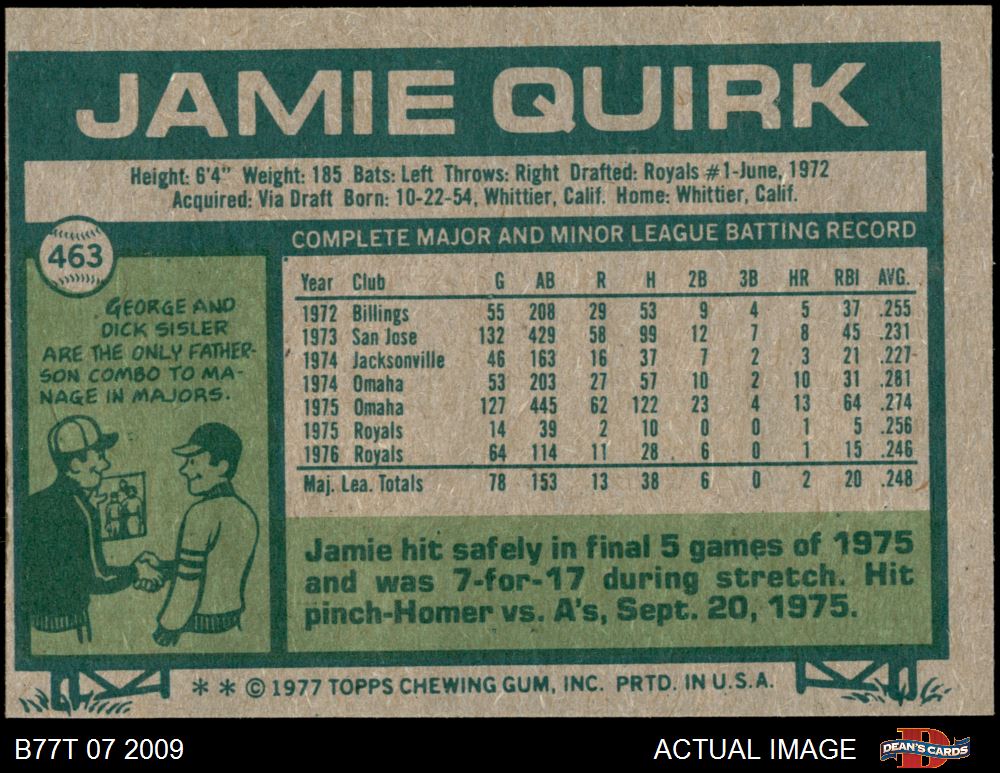 JAMIE QUIRK
Height: 6'4" Weight: 185 Bats: Left Throws: Right Drafted: Royals #1-June, 1972
Acquired: Via Draft Born: 10-22-54, Whittier, Calif. Home: Whittier, Calif.
463
GEORGE AND
DICK SISLER
ARE THE ONLY FATHER-
SON COMBO TO MA-
NAGE IN MAJORS.
COMPLETE MAJOR AND MINOR LEAGUE BATTING RECORD
Year Club G AB R H 2B 3B HR RBI AVG.
1972 Billings 55 208 29 53 9 4 5 37 .255
1973 San Jose 132 429 58 99 12 7 8 45 .231
1974 Jacksonville 46 163 16 37 7 2 3 21 .227
1974 Omaha 53 203 27 57 10 2 10 31 .281
1975 Omaha 127 445 62 122 23 4 13 64 .274
1975 Royals 14 39 2 10 0 0 1 5 .256
1976 Royals 64 114 11 28 6 0 1 15 .246
Maj. Lea. Totals 78 153 13 38 6 0 2 20 .248
Jamie hit safely in final 5 games of 1975
and was 7-for-17 during stretch. Hit
pinch-Homer vs. A's, Sept. 20, 1975.
* * © 1977 TOPPS CHEWING GUM, INC. PRTD. IN U.S.A.
B77T 07 2009
ACTUAL IMAGE
DEAN'S CARDS